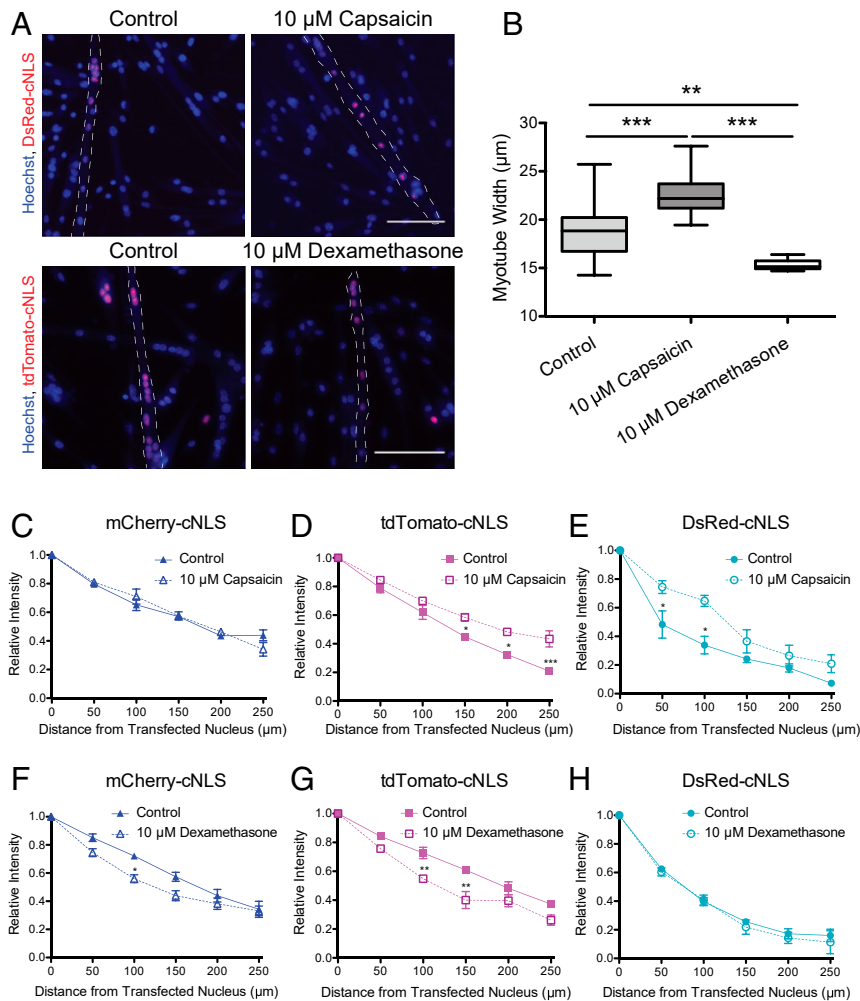 A
Control
10 µM Capsaicin
Hoechst, DsRed-cNLS
Control
10 µM Dexamethasone
Hoechst, tdTomato-cNLS
B
**
***
***
Myotube Width (µm)
30
25
20
15
10
Control
10 µM Capsaicin
10 µM Dexamethasone
C
mCherry-cNLS
Control
10 µM Capsaicin
Relative Intensity
1.0
0.8
0.6
0.4
0.2
0.0
0 50 100 150 200 250
Distance from Transfected Nucleus (µm)
D
tdTomato-cNLS
Control
10 µM Capsaicin
Relative Intensity
1.0
0.8
0.6
0.4
0.2
0.0
* * ***
0 50 100 150 200 250
Distance from Transfected Nucleus (µm)
E
DsRed-cNLS
Control
10 µM Capsaicin
Relative Intensity
1.0
0.8
0.6
0.4
0.2
0.0
* *
0 50 100 150 200 250
Distance from Transfected Nucleus (µm)
F
mCherry-cNLS
Control
10 µM Dexamethasone
Relative Intensity
1.0
0.8
0.6
0.4
0.2
0.0
*
0 50 100 150 200 250
Distance from Transfected Nucleus (µm)
G
tdTomato-cNLS
Control
10 µM Dexamethasone
Relative Intensity
1.0
0.8
0.6
0.4
0.2
0.0
** **
0 50 100 150 200 250
Distance from Transfected Nucleus (µm)
H
DsRed-cNLS
Control
10 µM Dexamethasone
Relative Intensity
1.0
0.8
0.6
0.4
0.2
0.0
0 50 100 150 200 250
Distance from Transfected Nucleus (µm)